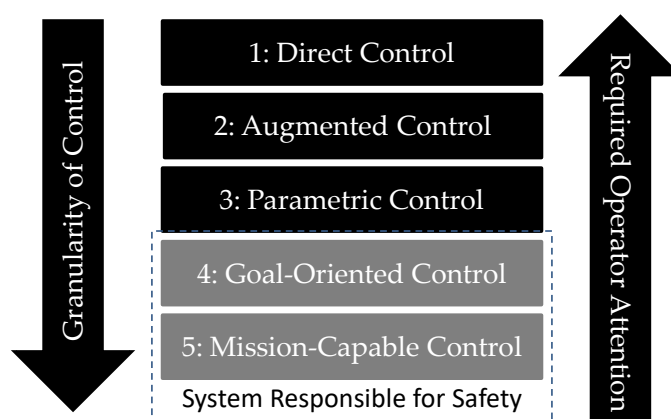 Granularity of Control
1: Direct Control
2: Augmented Control
3: Parametric Control
4: Goal-Oriented Control
5: Mission-Capable Control
System Responsible for Safety
Required Operator Attention